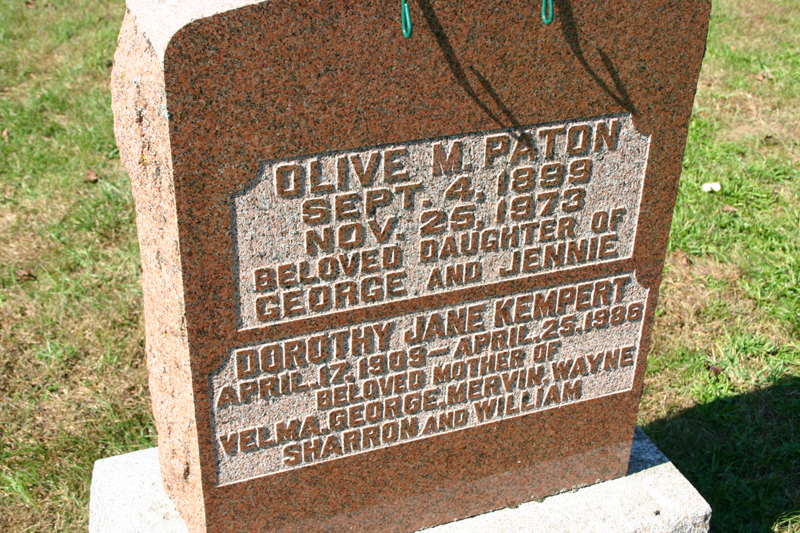 OLIVE M. PATON
SEPT. 4, 1899
NOV. 25, 1973
BELOVED DAUGHTER OF
GEORGE AND JENNIE
DOROTHY JANE KEMPERT
APRIL. 17, 1909 – APRIL. 25, 1986
BELOVED MOTHER OF
VELMA, GEORGE, MERVIN, WAYNE
SHARRON AND WILLIAM